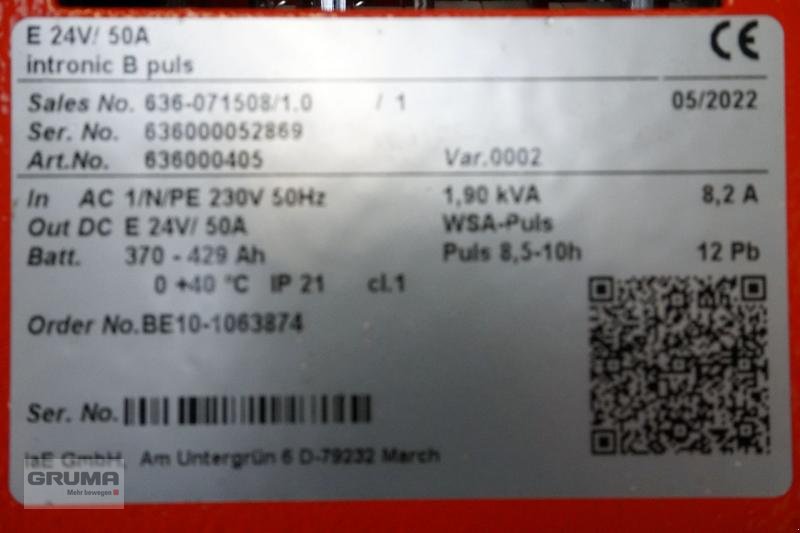 E 24V/ 50A
CE
intronic B puls
Sales No. 636-071508/1.0 / 1 05/2022
Ser. No. 636000052869
Art.No. 636000405 Var.0002
In AC 1/N/PE 230V 50Hz 1,90 kVA 8,2 A
Out DC E 24V/ 50A WSA-Puls
Batt. 370 - 429 Ah Puls 8,5-10h 12 Pb
0 +40 °C IP 21 cl.1
Order No.BE10-1063874
Ser. No.
IaE GmbH, Am Untergrün 6 D-79232 March
GRUMA
Mehr bewegen